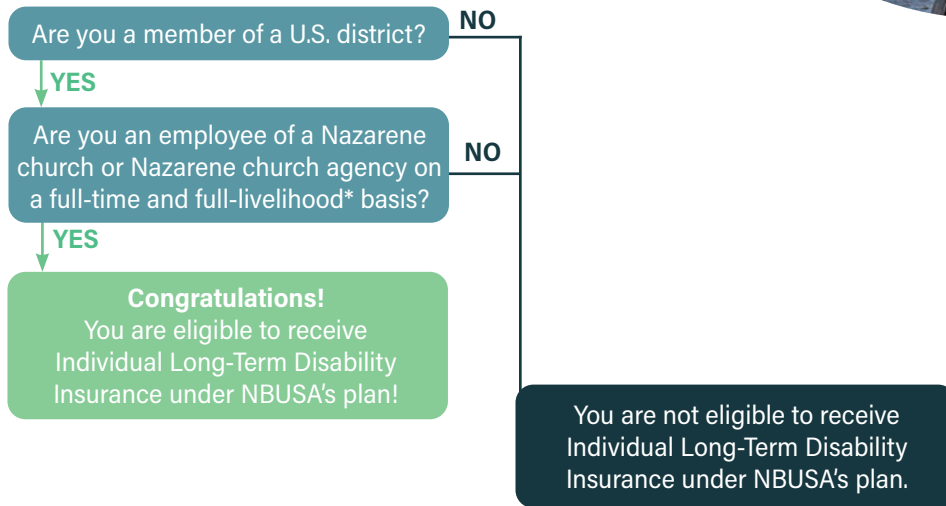 Are you a member of a U.S. district?
NO
YES
Are you an employee of a Nazarene
church or Nazarene church agency on
a full-time and full-livelihood* basis?
NO
YES
Congratulations!
You are eligible to receive
Individual Long-Term Disability
Insurance under NBUSA's plan!
You are not eligible to receive
Individual Long-Term Disability
Insurance under NBUSA's plan.